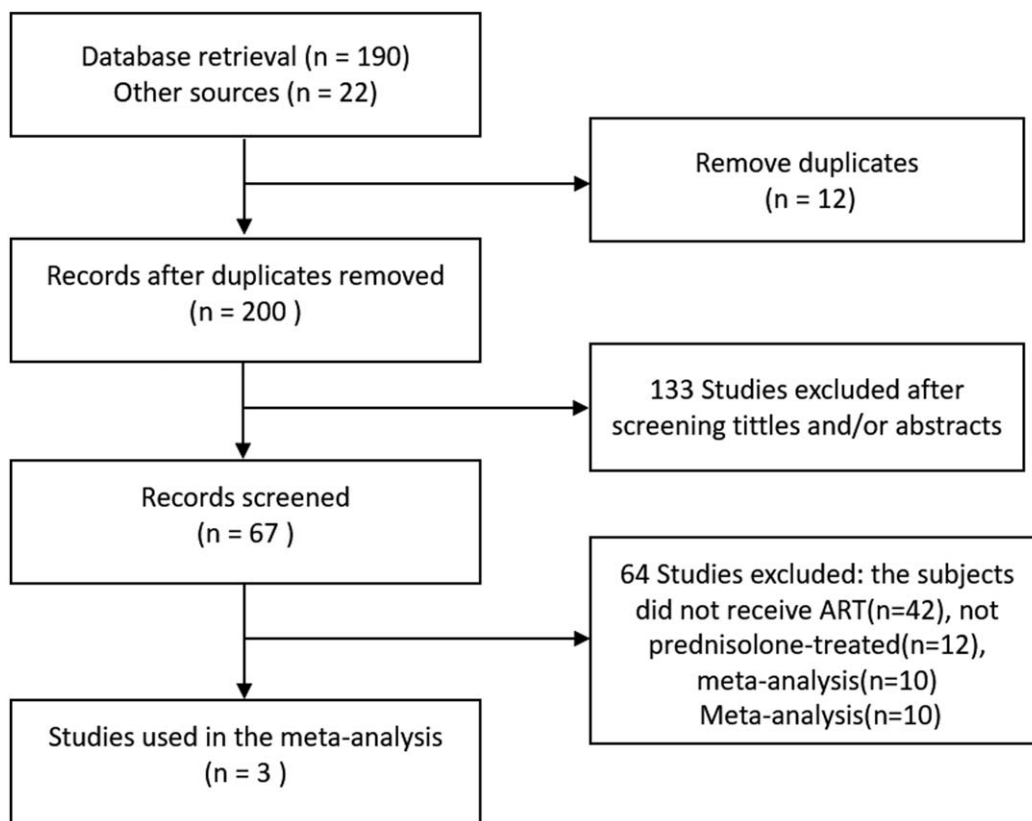 Database retrieval (n = 190)
Other sources (n = 22)
Remove duplicates
(n = 12)
Records after duplicates removed
(n = 200 )
133 Studies excluded after
screening tittles and/or abstracts
Records screened
(n = 67 )
64 Studies excluded: the subjects
did not receive ART(n=42), not
prednisolone-treated(n=12),
meta-analysis(n=10)
Meta-analysis(n=10)
Studies used in the meta-analysis
(n = 3 )